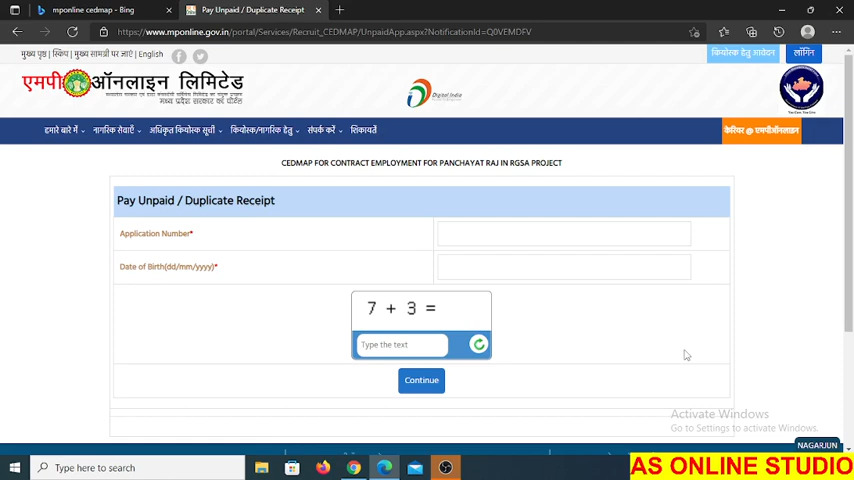 mponline cedmap - Bing
Pay Unpaid / Duplicate Receipt
https://www.mponline.gov.in/portal/Services/Recruit_CEDMAP/UnpaidApp.aspx?NotificationId=Q0VEMDFV
मुख्य पृष्ठ | स्किप | मुख्य सामग्री पर जाएँ | English
कियोस्क हेतु आवेदन
लॉगिन
एमपी ऑनलाइन लिमिटेड
मध्य प्रदेश सरकार का पोर्टल
Digital India
हमारे बारे में
नागरिक सेवाएँ
अधिकृत कियोस्क सूची
कियोस्क/नागरिक हेतु
संपर्क करें
शिकायतें
कैरियर @ एमपीऑनलाइन
CEDMAP FOR CONTRACT EMPLOYMENT FOR PANCHAYAT RAJ IN RGSA PROJECT
Pay Unpaid / Duplicate Receipt
Application Number*
Date of Birth(dd/mm/yyyy)*
7 + 3 =
Type the text
Continue
Activate Windows
Go to Settings to activate Windows.
NAGARJUN
Type here to search
AS ONLINE STUDIO